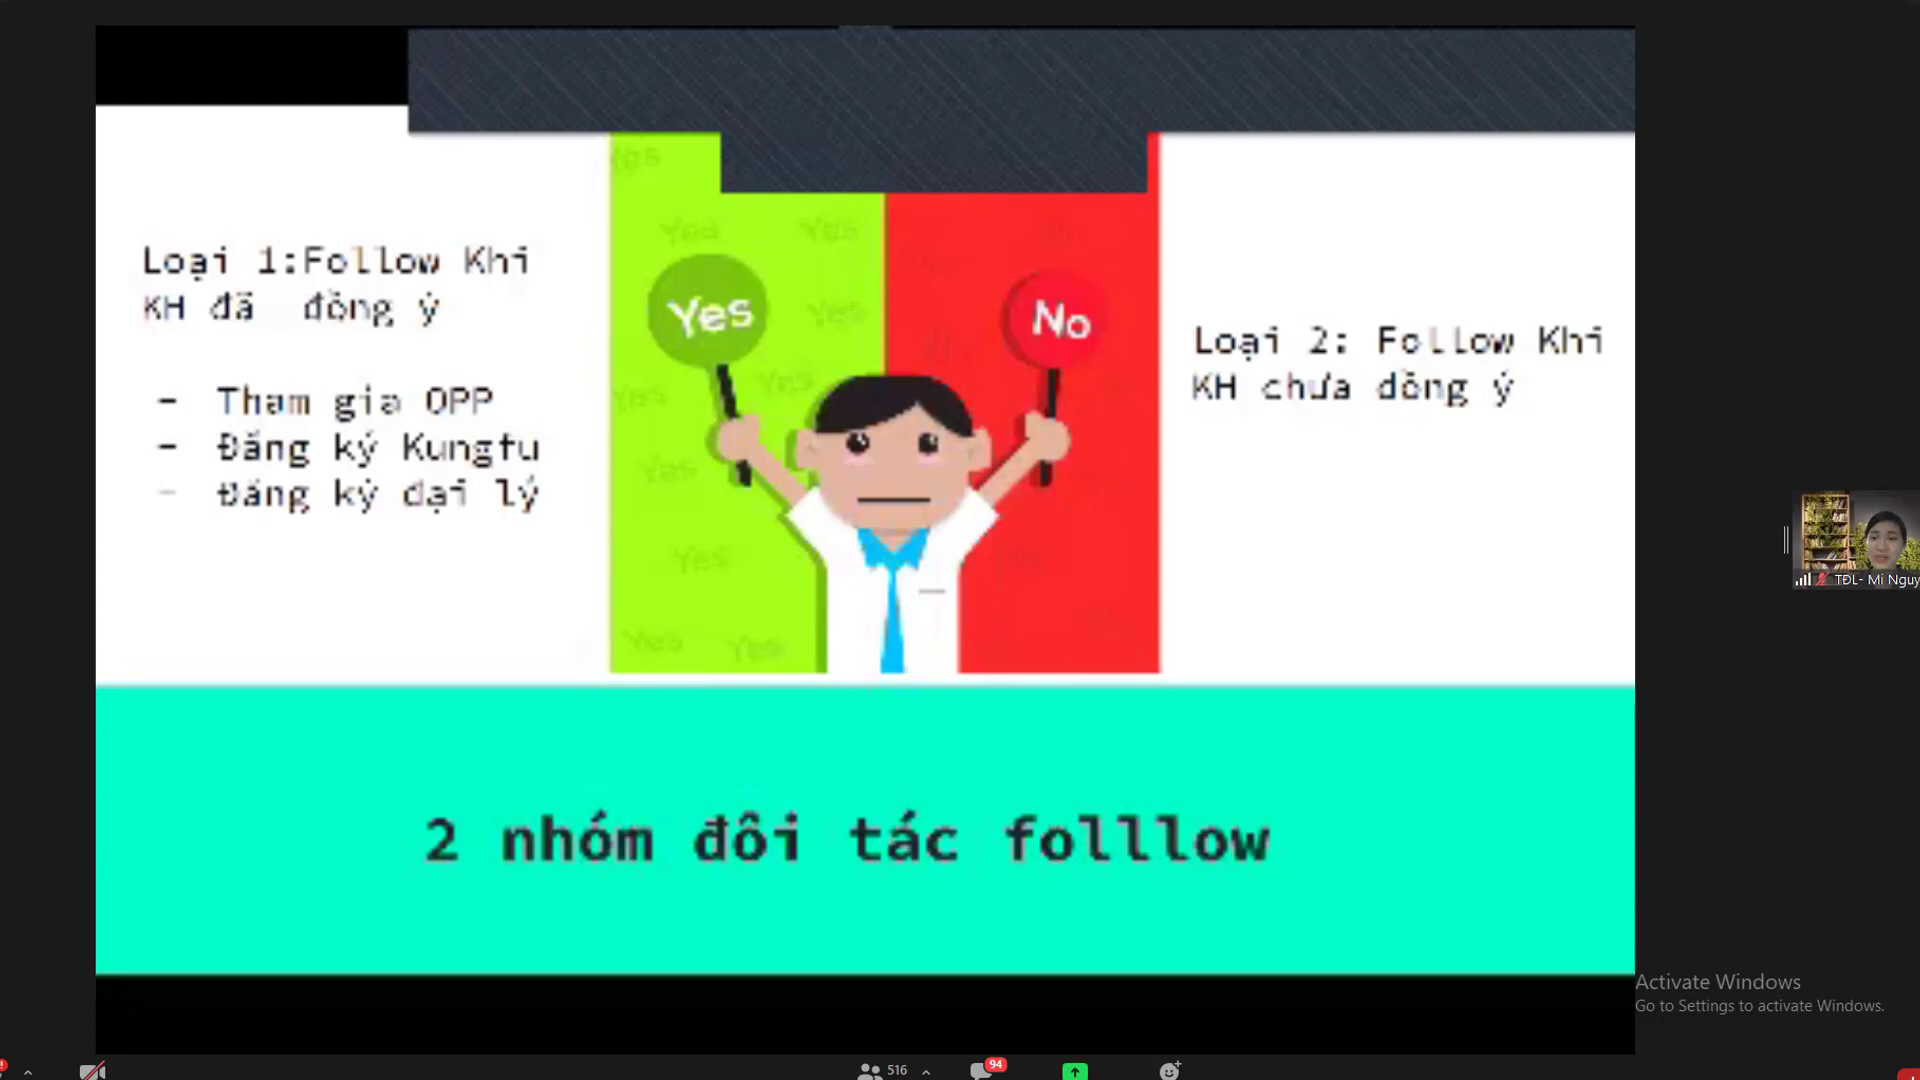 Loại 1:Follow Khi
KH đã đồng ý
- Tham gia OPP
- Đăng ký Kungfu
- Đăng ký đại lý
Yes
No
Loại 2: Follow Khi
KH chưa đồng ý
2 nhóm đôi tác folllow
TĐL- Mi Nguy
Activate Windows
Go to Settings to activate Windows.
516
94